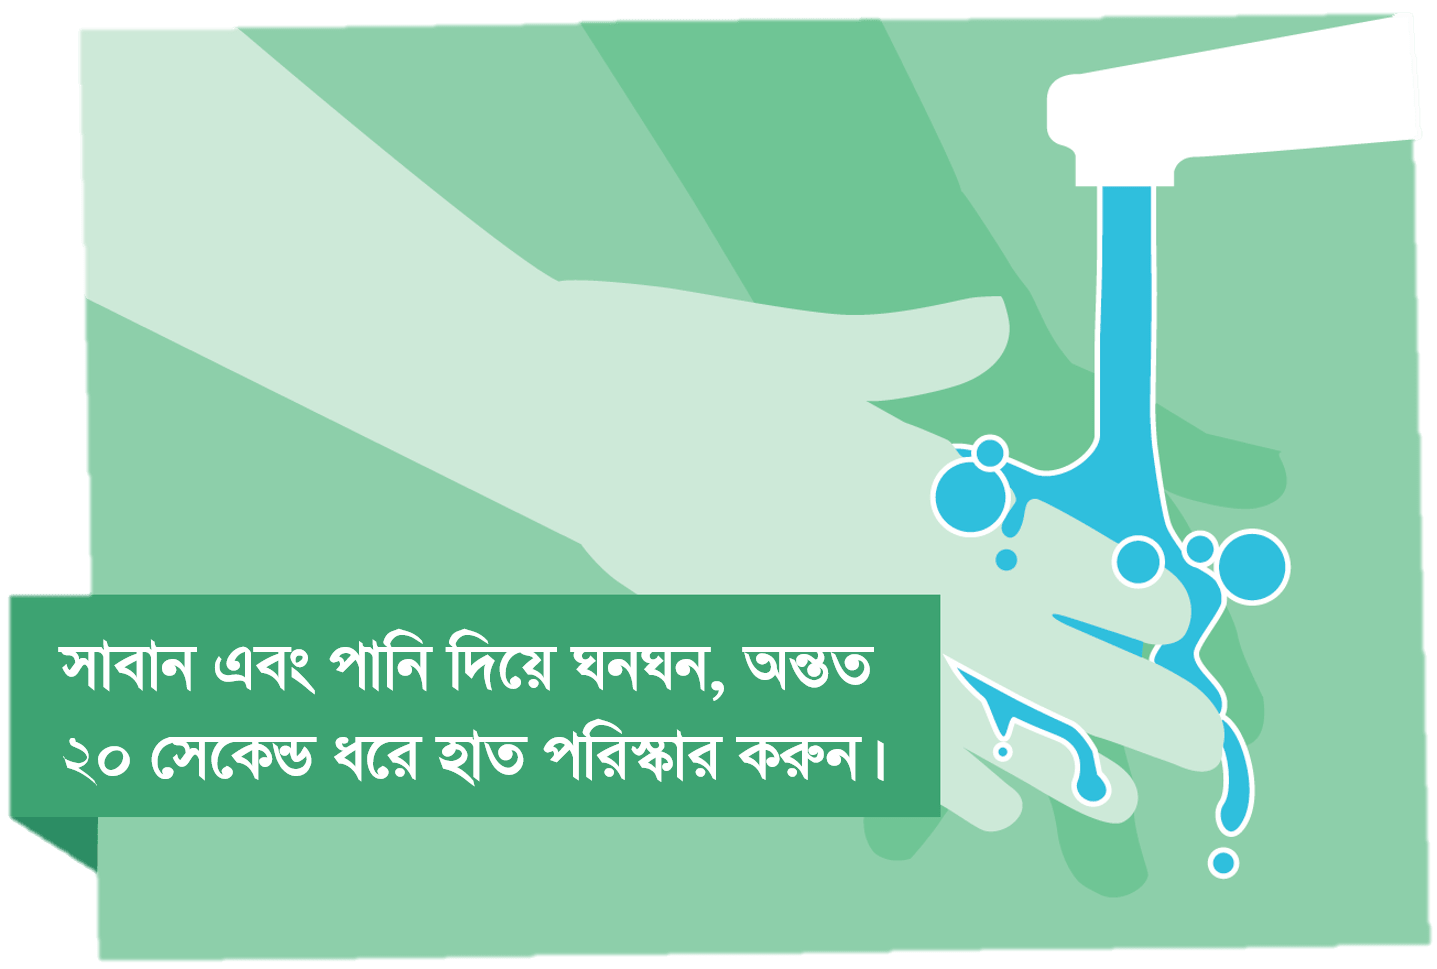 সাবান এবং পানি দিয়ে ঘনঘন, অন্তত
২০ সেকেন্ড ধরে হাত পরিস্কার করুন।